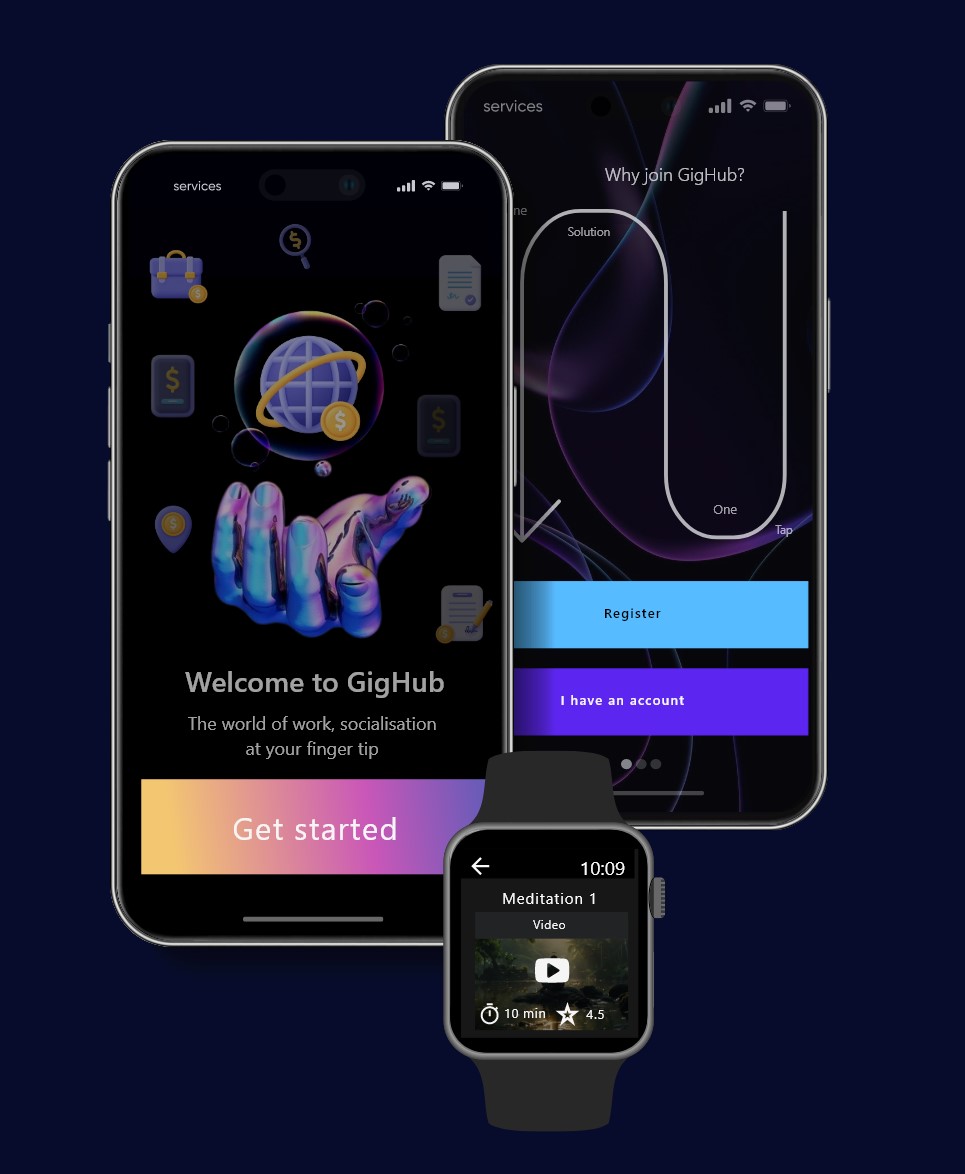 services
Why join GigHub?
ne
Solution
One
Tap
Register
I have an account
services
$
$
$
$
$
$
Welcome to GigHub
The world of work, socialisation
at your finger tip
Get started
10:09
Meditation 1
Video
10 min
4.5